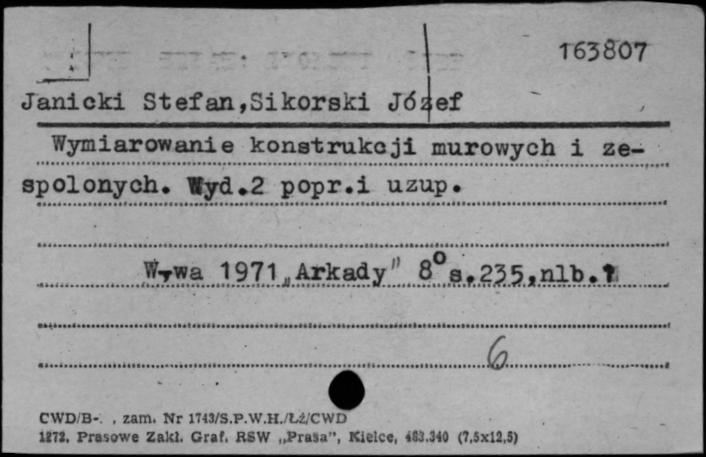 163807
Janicki Stefan,Sikorski Józef
Wymiarowanie konstrukcji murowych i ze-
spolonych. Wyd.2 popr.i uzup.
W-wa 1971 „Arkady" 8° s.235,nlb.1
6
CWD/B-. , zam. Nr 1743/S.P.W.H./Łź/CWD
1272. Prasowe Zakł. Graf. RSW „Prasa", Kielce, 463.340 (7,5x12,5)